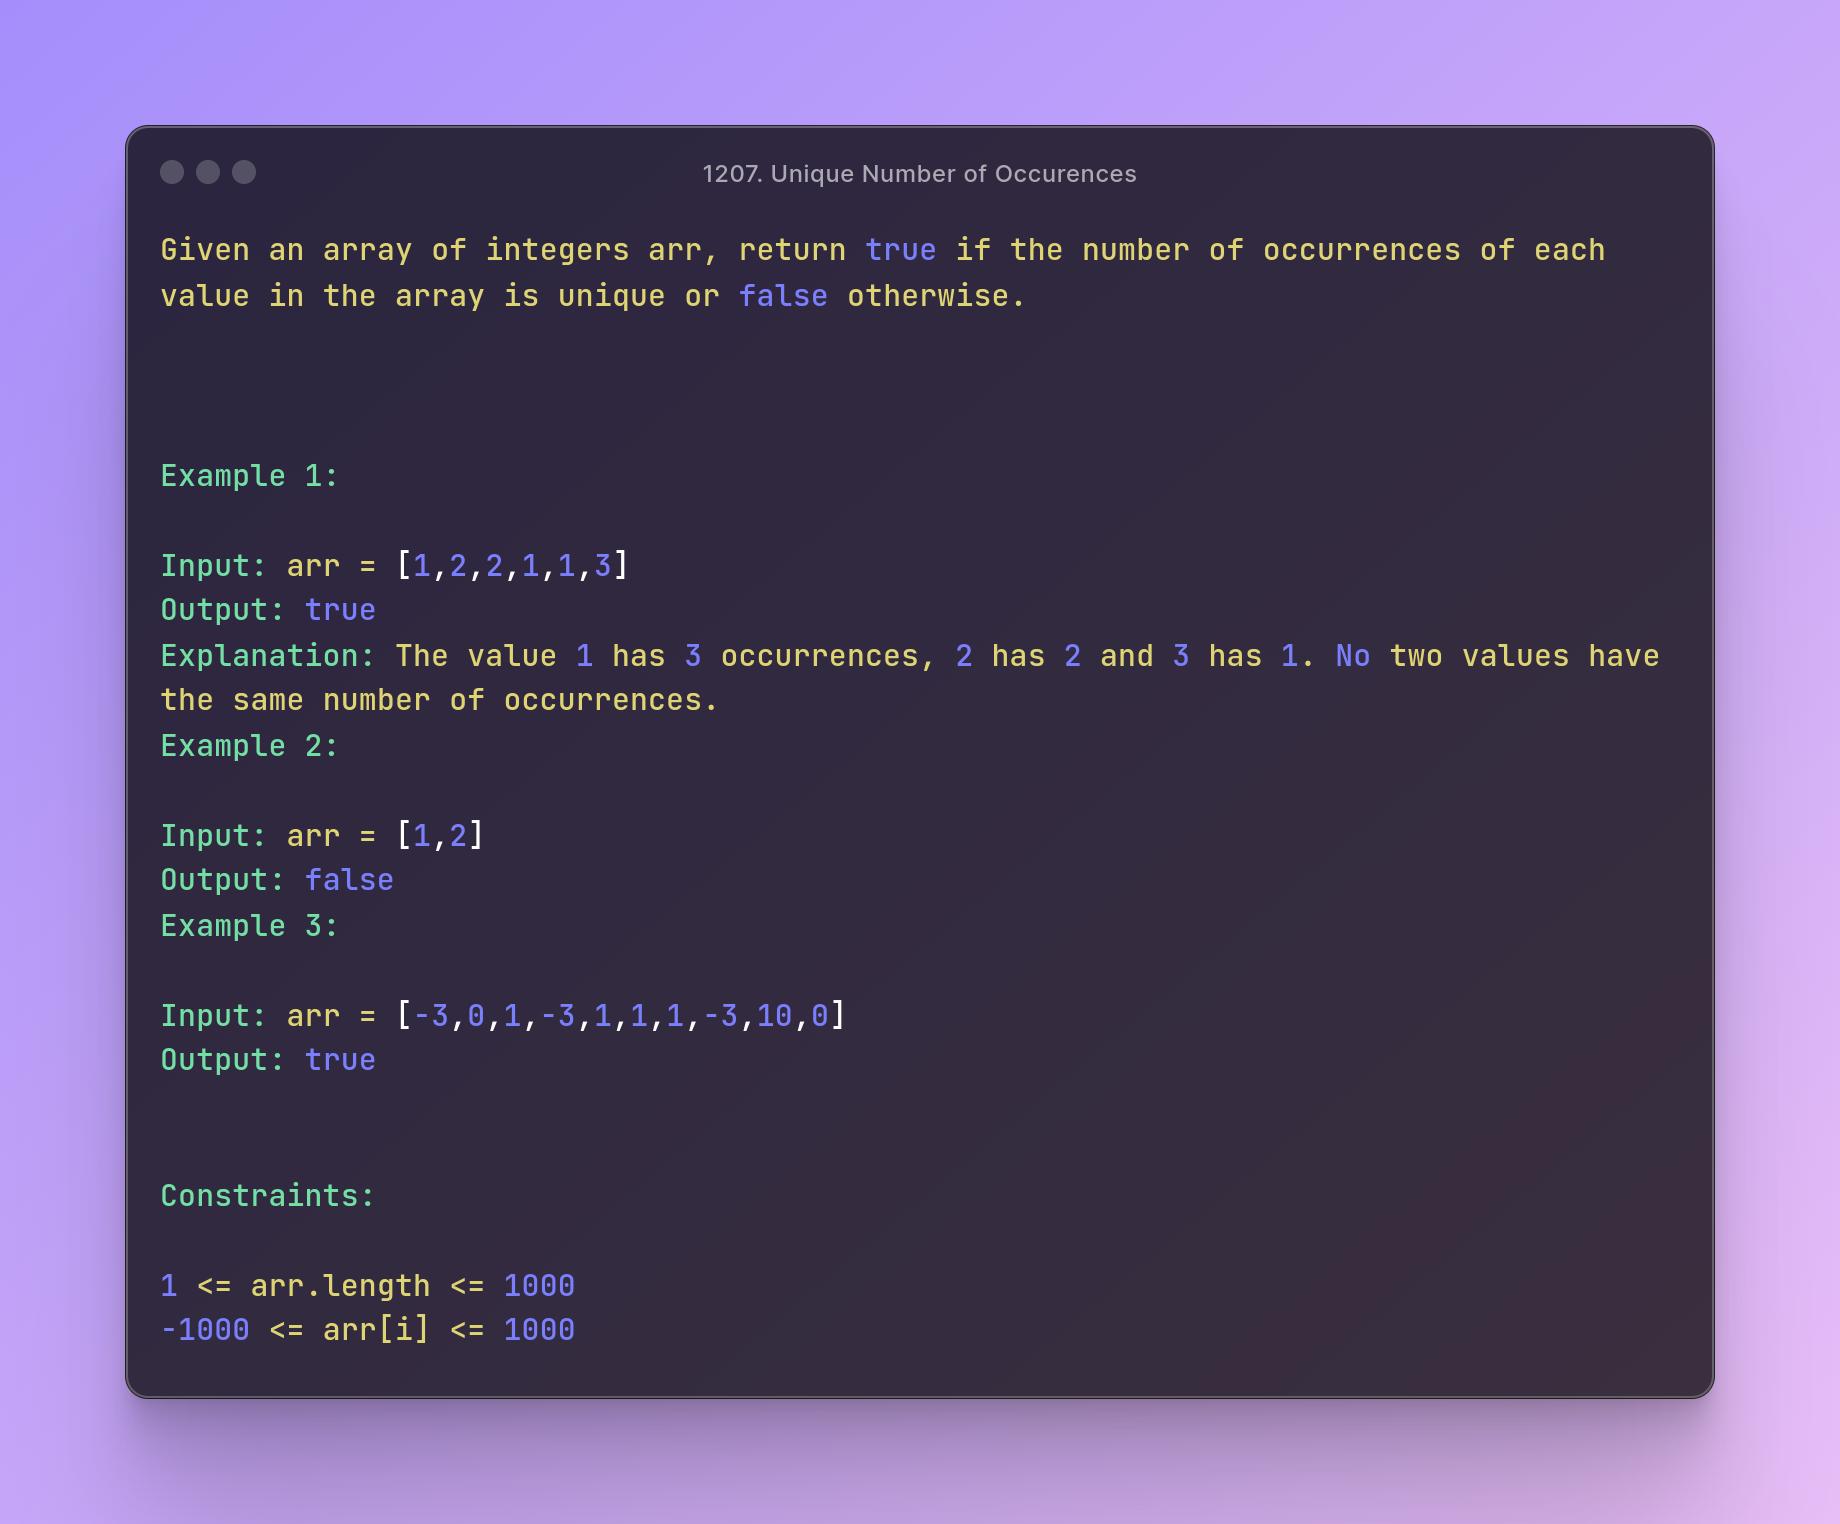 1207. Unique Number of Occurences
Given an array of integers arr, return true if the number of occurrences of each
value in the array is unique or false otherwise.
Example 1:
Input: arr = [1,2,2,1,1,3]
Output: true
Explanation: The value 1 has 3 occurrences, 2 has 2 and 3 has 1. No two values have
the same number of occurrences.
Example 2:
Input: arr = [1,2]
Output: false
Example 3:
Input: arr = [-3,0,1,-3,1,1,1,-3,10,0]
Output: true
Constraints:
1 <= arr.length <= 1000
-1000 <= arr[i] <= 1000